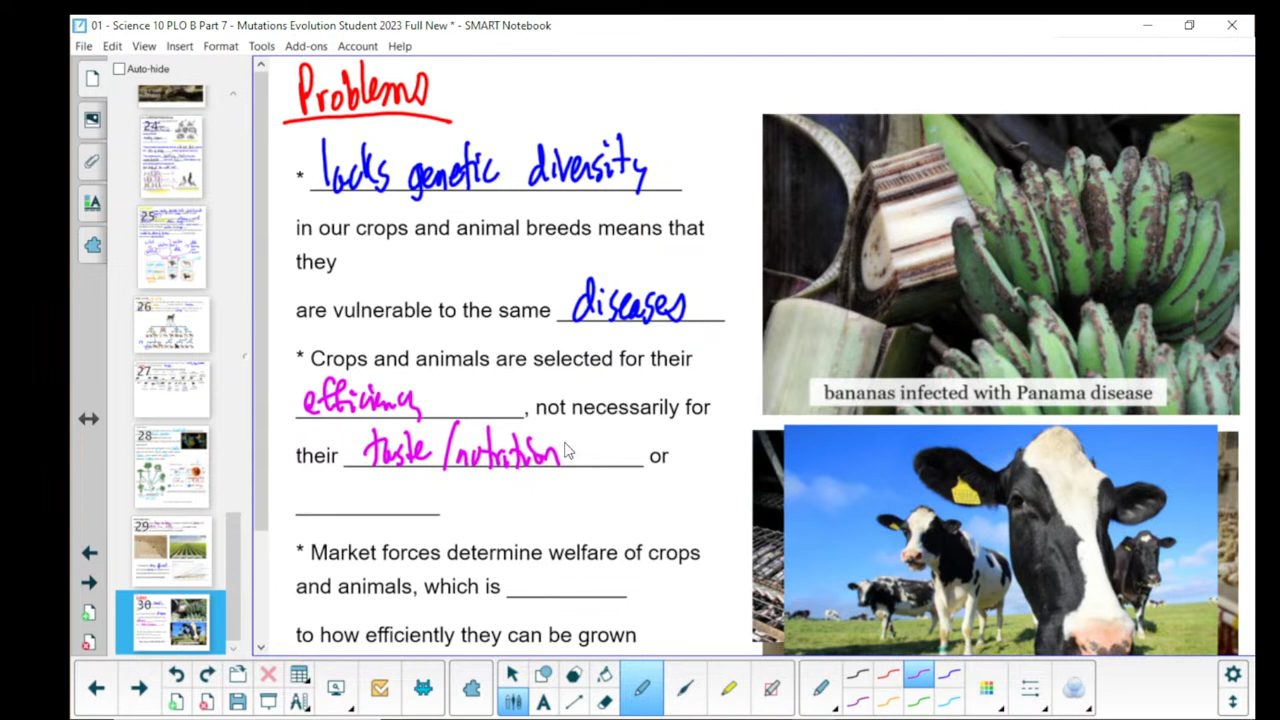 01 - Science 10 PLO B Part 7 - Mutations Evolution Student 2023 Full New * - SMART Notebook
File Edit View Insert Format Tools Add-ons Account Help
Auto-hide
Problems
* lacks genetic diversity
in our crops and animal breeds means that
they
are vulnerable to the same diseases
* Crops and animals are selected for their
efficiency, not necessarily for
their taste/nutrition or
* Market forces determine welfare of crops
and animals, which is
to how efficiently they can be grown
bananas infected with Panama disease
24
25
26
27
28
29
30